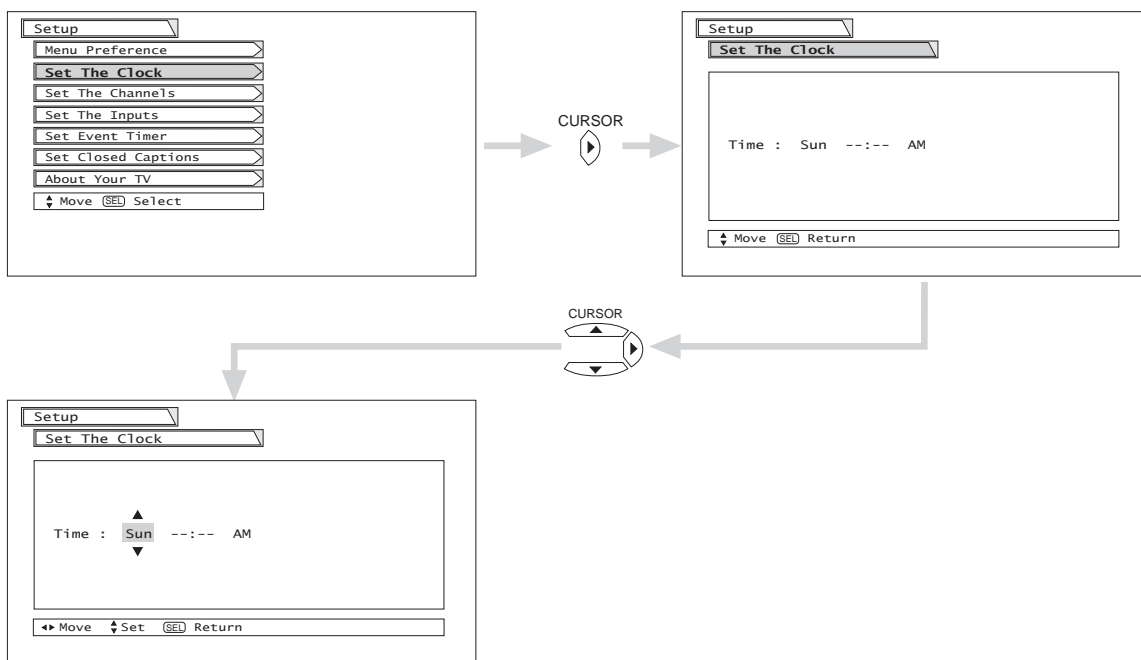 Setup
Menu Preference
Set The Clock
Set The Channels
Set The Inputs
Set Event Timer
Set Closed Captions
About Your TV
Move SEL Select
CURSOR
Setup
Set The Clock
Time : Sun --:-- AM
Move SEL Return
CURSOR
Setup
Set The Clock
Time : Sun --:-- AM
Move Set SEL Return